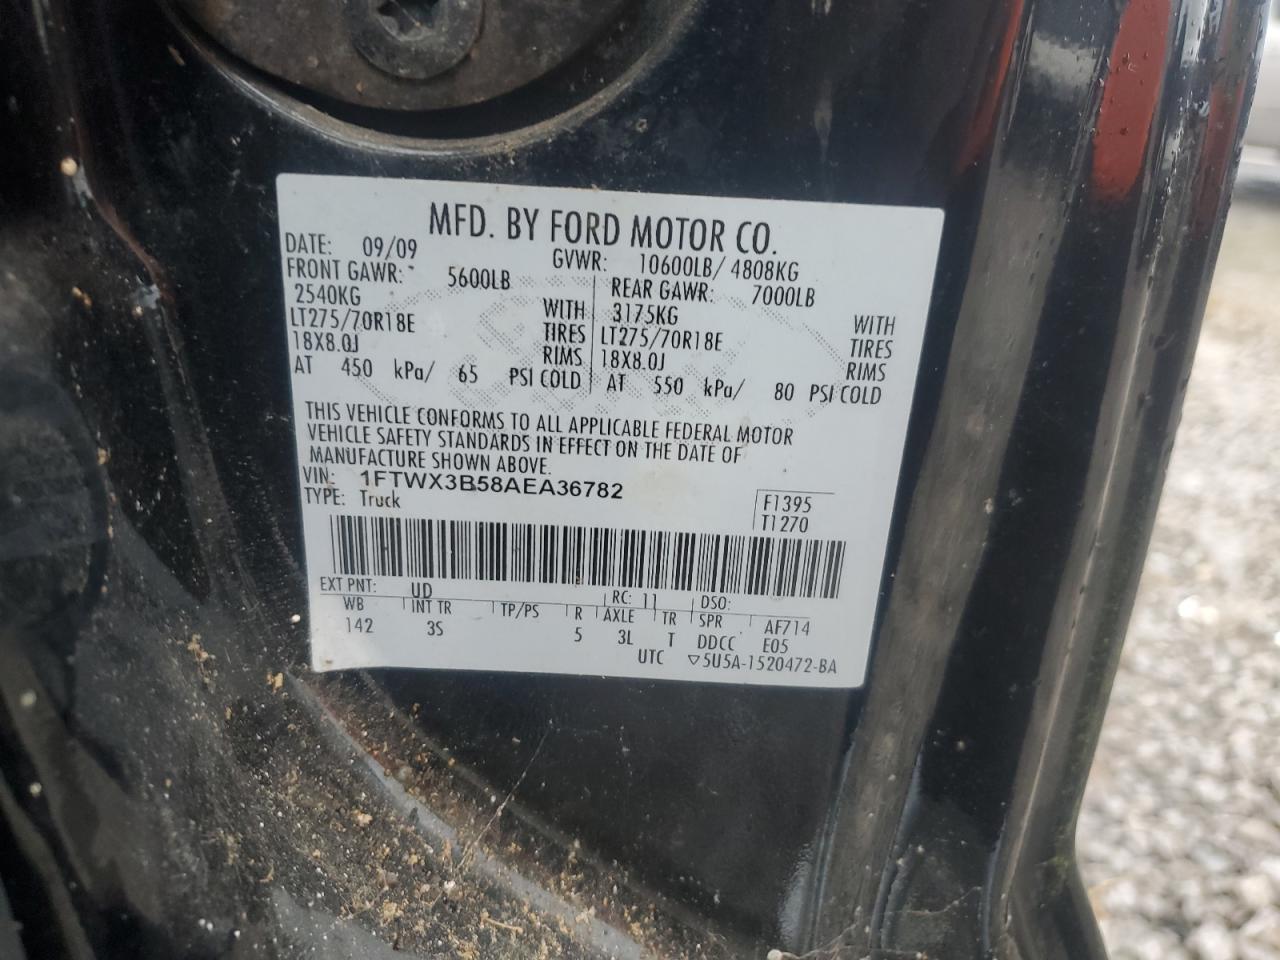 MFD. BY FORD MOTOR CO.
DATE: 09/09 GVWR: 10600LB/ 4808KG
FRONT GAWR: 5600LB REAR GAWR: 7000LB
2540KG WITH 3175KG WITH
LT275/70R18E TIRES LT275/70R18E TIRES
18X8.0J RIMS 18X8.0J RIMS
AT 450 kPa/ 65 PSI COLD AT 550 kPa/ 80 PSI COLD
THIS VEHICLE CONFORMS TO ALL APPLICABLE FEDERAL MOTOR
VEHICLE SAFETY STANDARDS IN EFFECT ON THE DATE OF
MANUFACTURE SHOWN ABOVE.
VIN: 1FTWX3B58AEA36782
TYPE: Truck
F1395
T1270
EXT PNT: UD RC: 11 DSO:
WB INT TR TP/PS R AXLE TR SPR AF714
142 3S 5 3L T DDCC E05
UTC ▽5U5A-1520472-BA